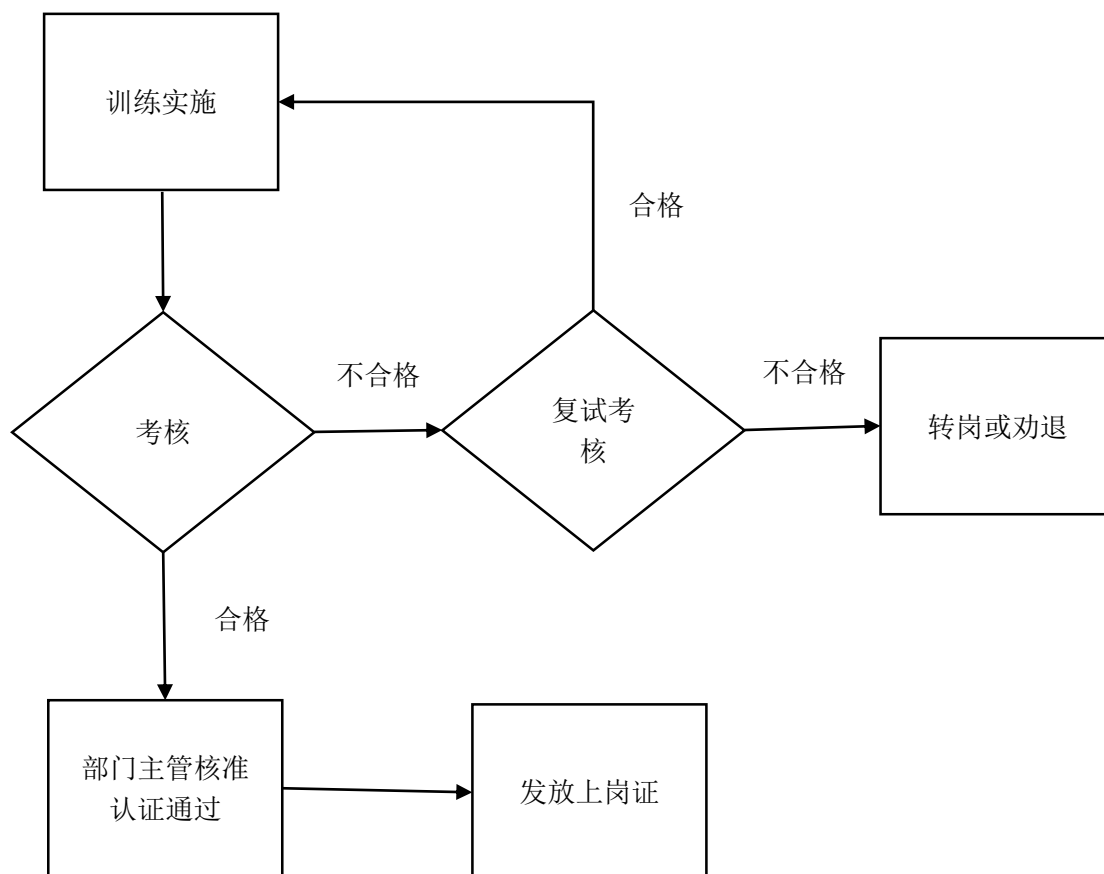 训练实施
合格
不合格
不合格
考核
复试考
核
转岗或劝退
合格
部门主管核准
认证通过
发放上岗证